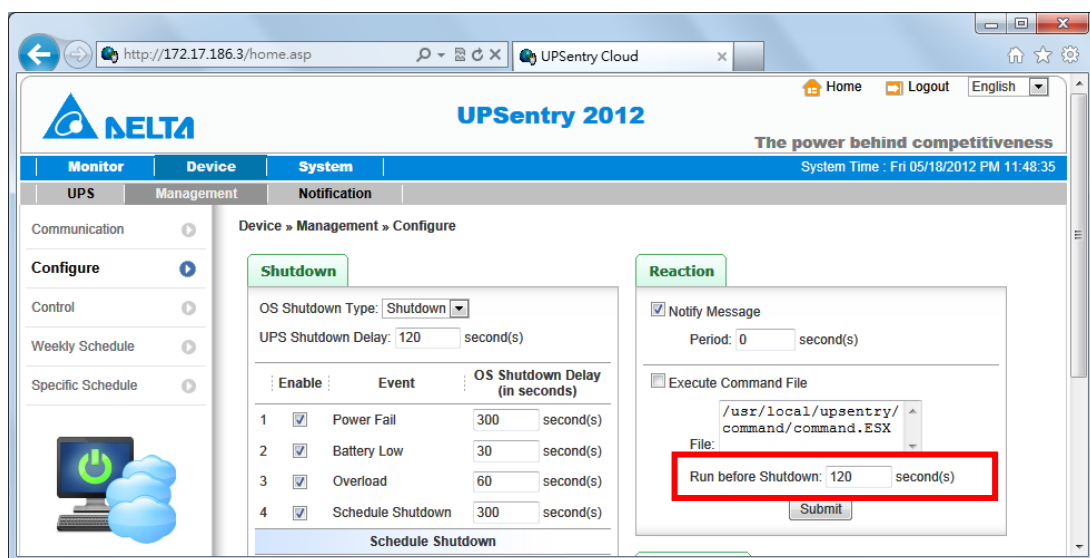 http://172.17.186.3/home.asp
UPSentry Cloud
Home
Logout
English
DELTA
UPSentry 2012
The power behind competitiveness
Monitor
Device
System
System Time : Fri 05/18/2012 PM 11:48:35
UPS
Management
Notification
Communication
Configure
Control
Weekly Schedule
Specific Schedule
Device » Management » Configure
Shutdown
OS Shutdown Type: Shutdown
UPS Shutdown Delay: 120 second(s)
Enable Event OS Shutdown Delay
(in seconds)
1 Power Fail 300 second(s)
2 Battery Low 30 second(s)
3 Overload 60 second(s)
4 Schedule Shutdown 300 second(s)
Schedule Shutdown
Reaction
Notify Message
Period: 0 second(s)
Execute Command File
/usr/local/upsentry/
command/command.ESX
File:
Run before Shutdown: 120 second(s)
Submit